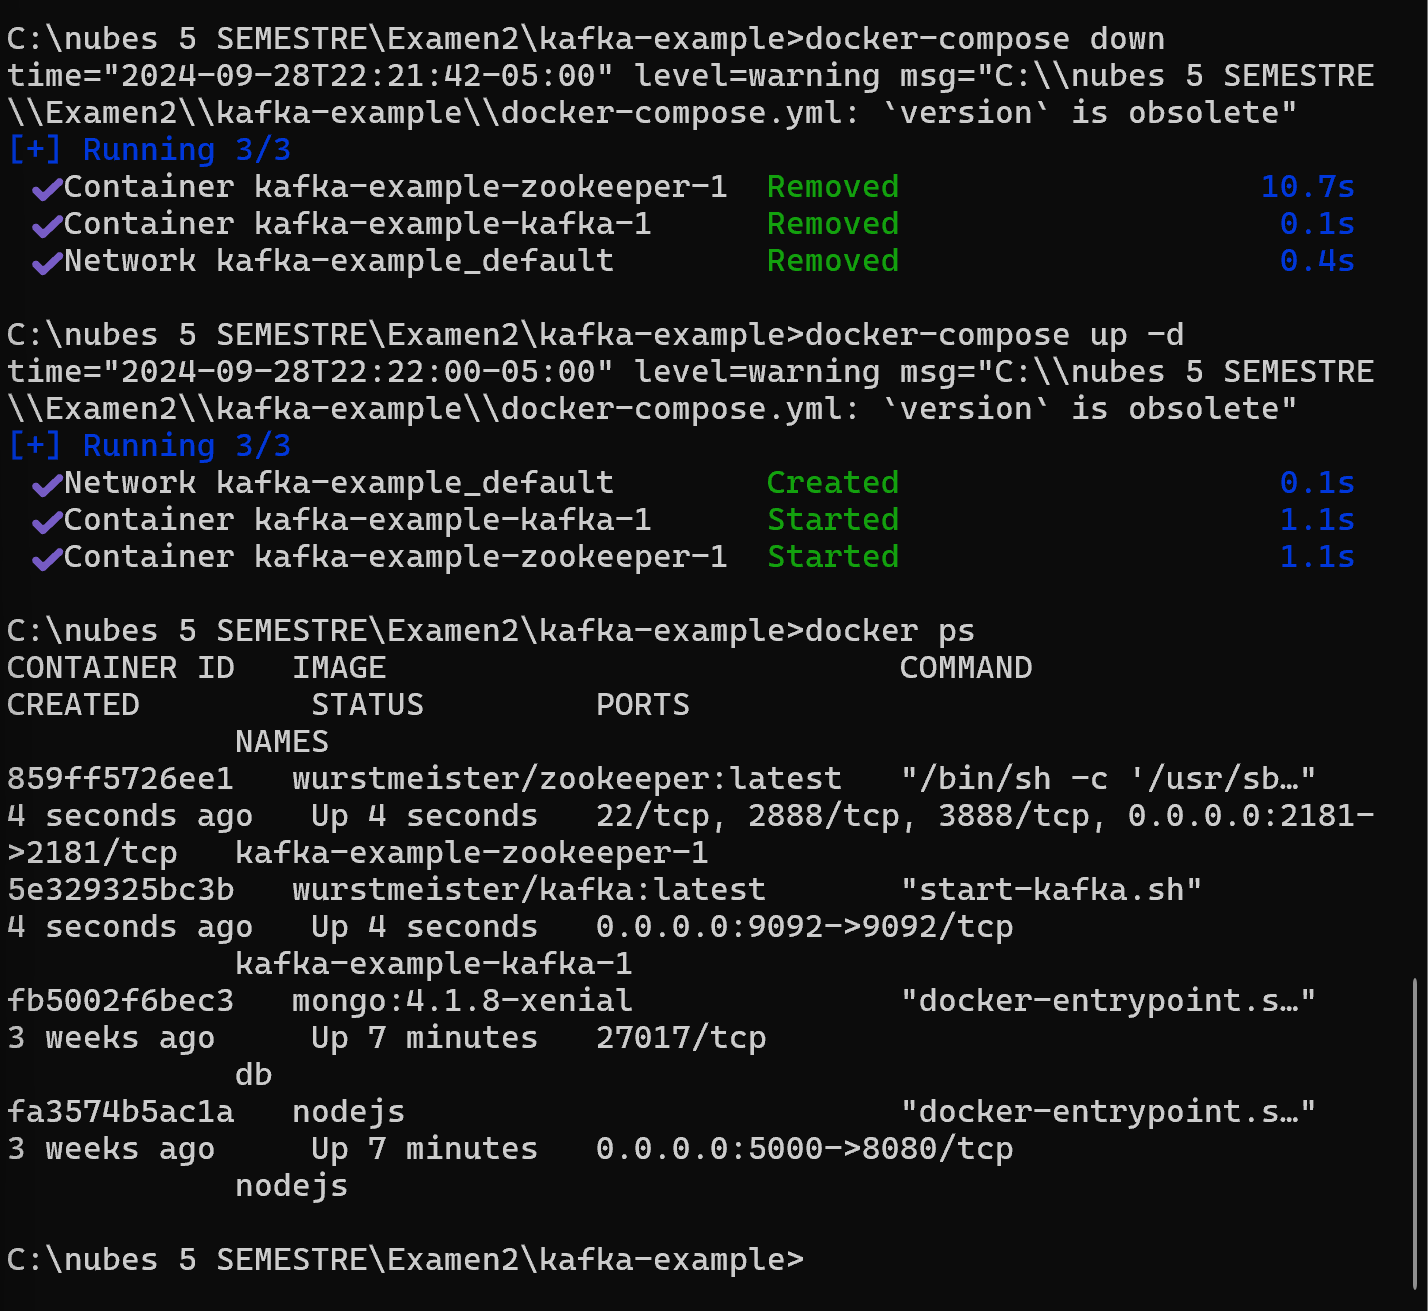 C:\nubes 5 SEMESTRE\Examen2\kafka-example>docker-compose down
time="2024-09-28T22:21:42-05:00" level=warning msg="C:\\nubes 5 SEMESTRE
\\Examen2\\kafka-example\\docker-compose.yml: `version` is obsolete"
[+] Running 3/3
✔Container kafka-example-zookeeper-1  Removed  10.7s
✔Container kafka-example-kafka-1  Removed  0.1s
✔Network kafka-example_default  Removed  0.4s
C:\nubes 5 SEMESTRE\Examen2\kafka-example>docker-compose up -d
time="2024-09-28T22:22:00-05:00" level=warning msg="C:\\nubes 5 SEMESTRE
\\Examen2\\kafka-example\\docker-compose.yml: `version` is obsolete"
[+] Running 3/3
✔Network kafka-example_default  Created  0.1s
✔Container kafka-example-kafka-1  Started  1.1s
✔Container kafka-example-zookeeper-1  Started  1.1s
C:\nubes 5 SEMESTRE\Examen2\kafka-example>docker ps
CONTAINER ID   IMAGE   COMMAND
CREATED   STATUS   PORTS
NAMES
859ff5726ee1   wurstmeister/zookeeper:latest   "/bin/sh -c '/usr/sb…"
4 seconds ago   Up 4 seconds   22/tcp, 2888/tcp, 3888/tcp, 0.0.0.0:2181-
>2181/tcp   kafka-example-zookeeper-1
5e329325bc3b   wurstmeister/kafka:latest   "start-kafka.sh"
4 seconds ago   Up 4 seconds   0.0.0.0:9092->9092/tcp
kafka-example-kafka-1
fb5002f6bec3   mongo:4.1.8-xenial   "docker-entrypoint.s…"
3 weeks ago   Up 7 minutes   27017/tcp
db
fa3574b5ac1a   nodejs   "docker-entrypoint.s…"
3 weeks ago   Up 7 minutes   0.0.0.0:5000->8080/tcp
nodejs
C:\nubes 5 SEMESTRE\Examen2\kafka-example>